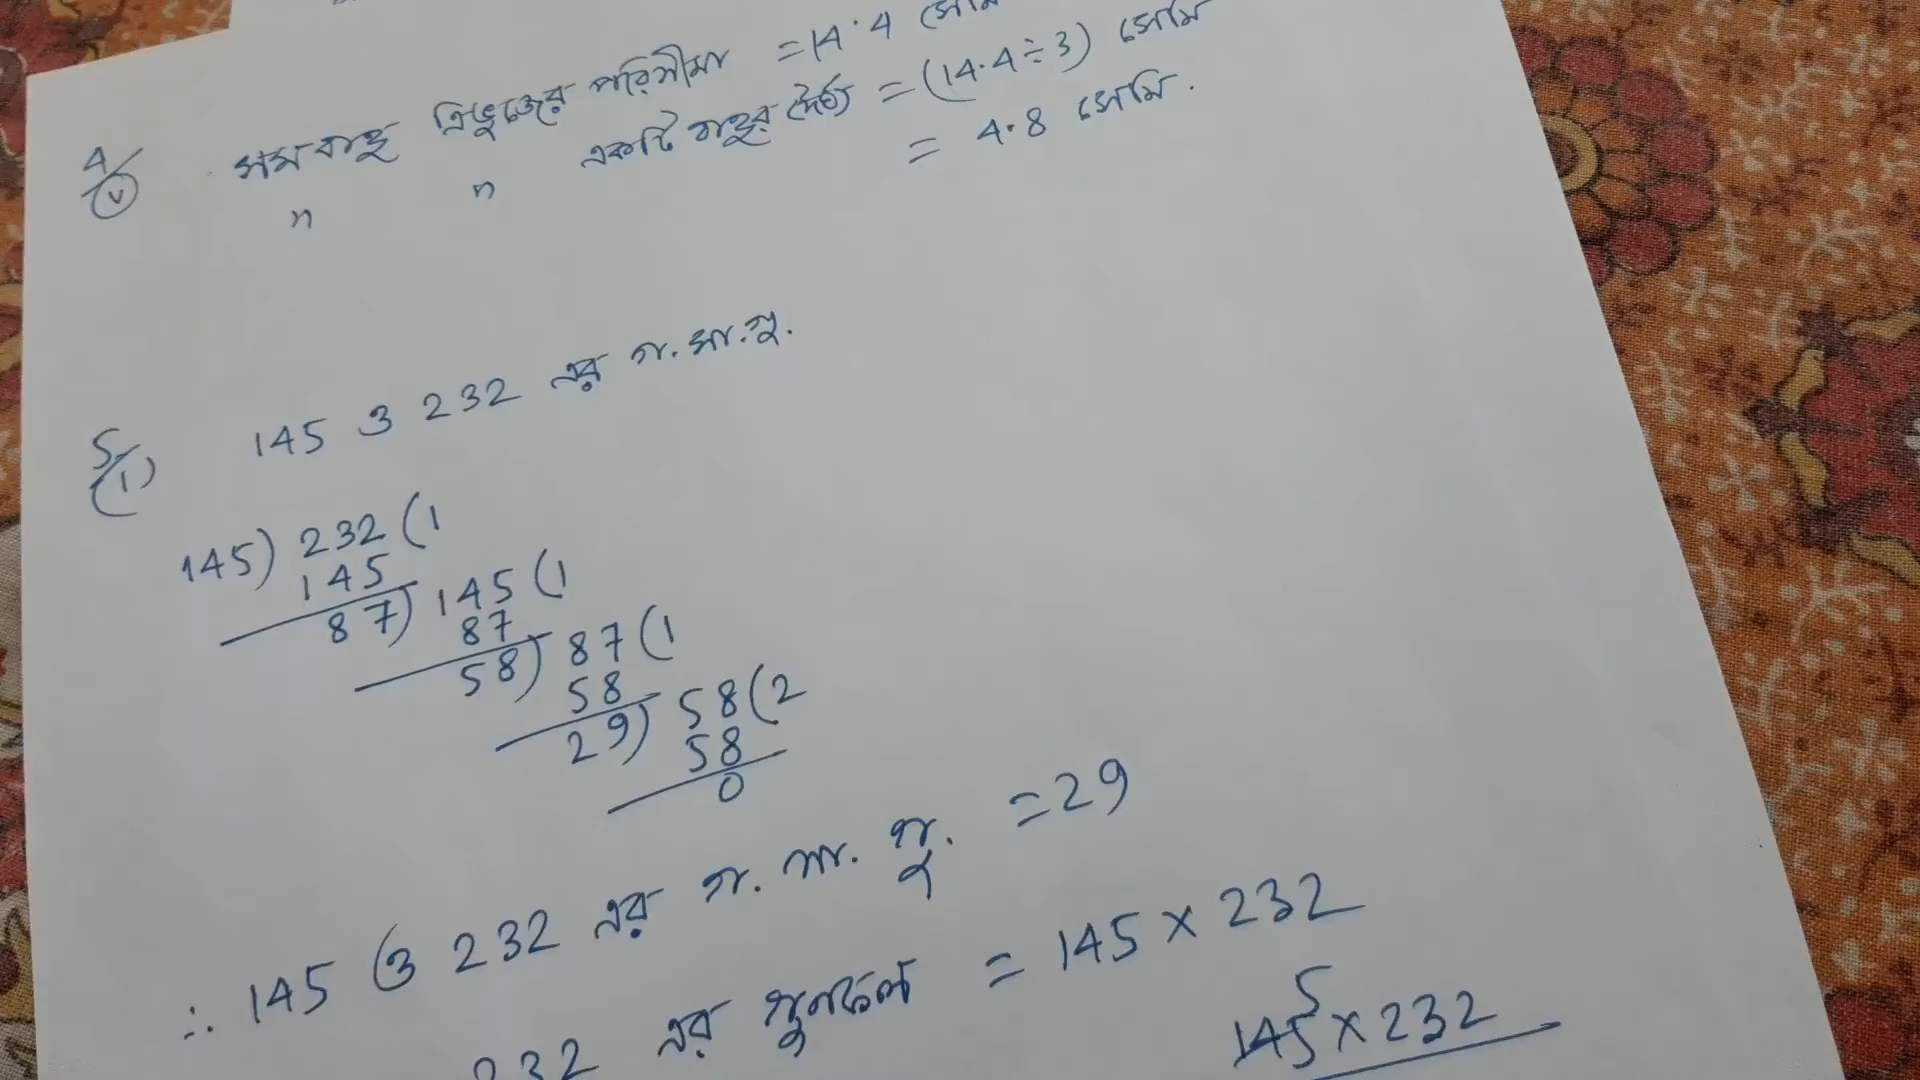 4/(v) সমবাহু ত্রিভুজের পরিসীমা = 14.4 সেমি
" " একটি বাহুর দৈর্ঘ্য = (14.4 ÷ 3) সেমি
= 4.8 সেমি.
5/(i) 145 ও 232 এর গ. সা. গু.
145) 232 (1
145
87) 145 (1
87
58) 87 (1
58
29) 58 (2
58
0
∴ 145 ও 232 এর গ. সা. গু. = 29
232 এর গুনফল = 145 × 232
5
145 × 232